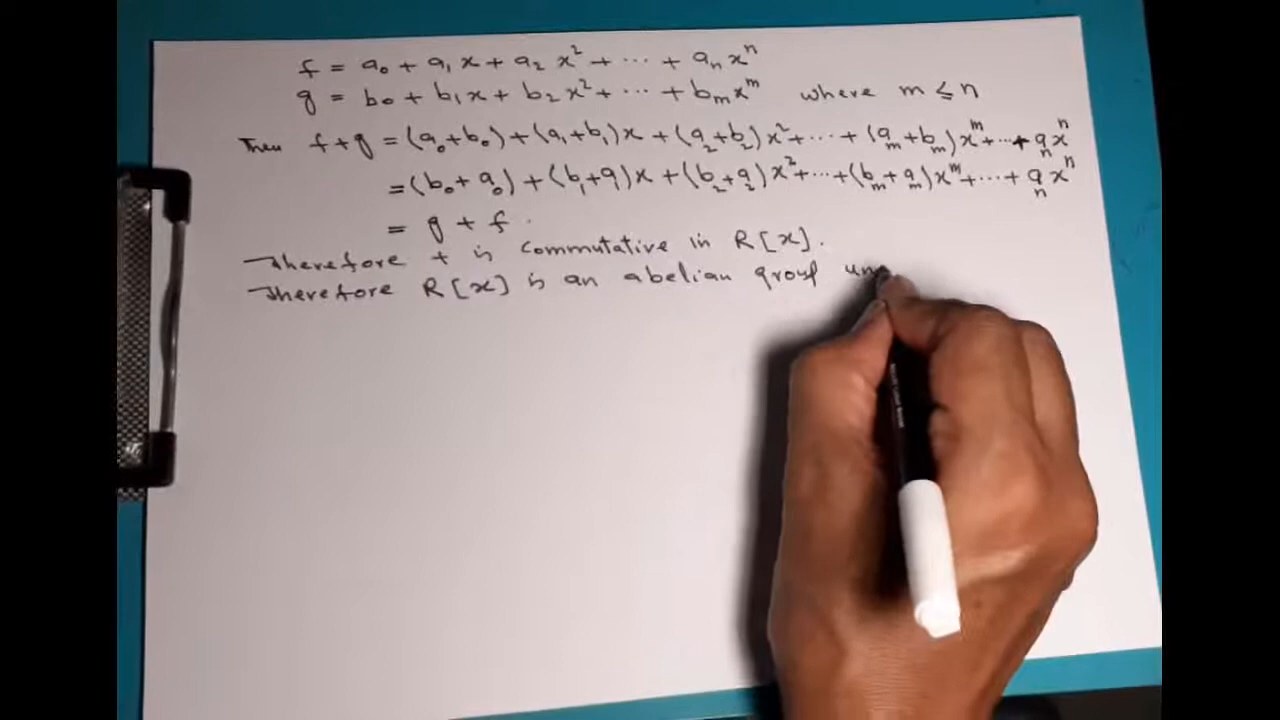 f = a₀ + a₁x + a₂x² + ··· + aₙxⁿ
g = b₀ + b₁x + b₂x² + ··· + bₘxᵐ where m ≤ n
Then f+g = (a₀+b₀) + (a₁+b₁)x + (a₂+b₂)x² + ··· + (aₘ+bₘ)xᵐ + ··· + aₙxⁿ
= (b₀+a₀) + (b₁+a₁)x + (b₂+a₂)x² + ··· + (bₘ+aₘ)xᵐ + ··· + aₙxⁿ
= g + f.
Therefore + is commutative in R[x].
Therefore R[x] is an abelian group